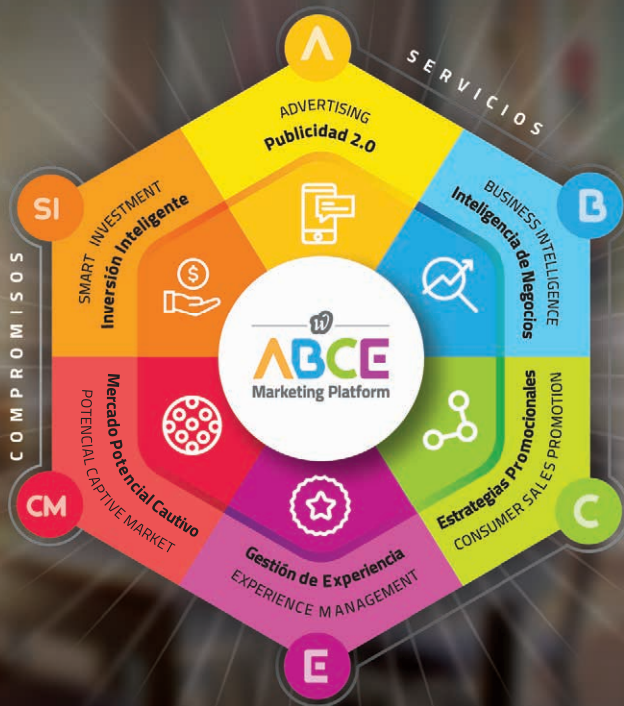 A
SERVICIOS
ADVERTISING
Publicidad 2.0
B
BUSINESS INTELLIGENCE
Inteligencia de Negocios
SI
SMART INVESTMENT
Inversión Inteligente
COMPROMISOS
w
ABCE
Marketing Platform
Mercado Potencial Cautivo
POTENCIAL CAPTIVE MARKET
CM
Estrategias Promocionales
CONSUMER SALES PROMOTION
C
Gestión de Experiencia
EXPERIENCE MANAGEMENT
E